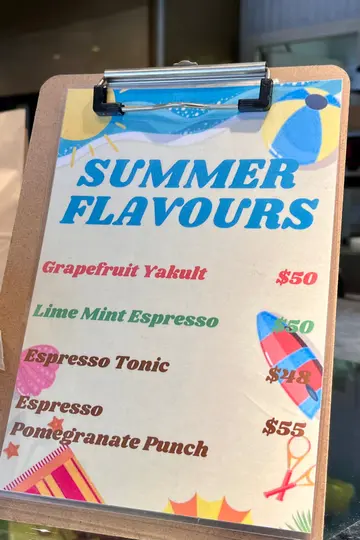 SUMMER
FLAVOURS
Grapefruit Yakult $50
Lime Mint Espresso $50
Espresso Tonic $48
Espresso
Pomegranate Punch $55